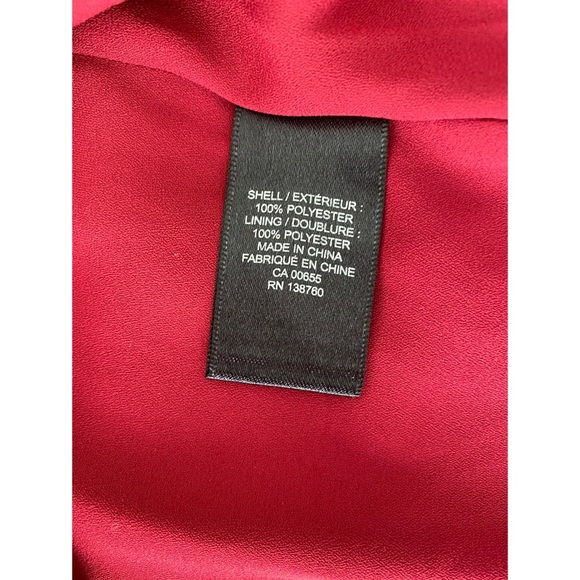 SHELL / EXTÉRIEUR :
100% POLYESTER
LINING / DOUBLURE :
100% POLYESTER
MADE IN CHINA
FABRIQUÉ EN CHINE
CA 00655
RN 138760